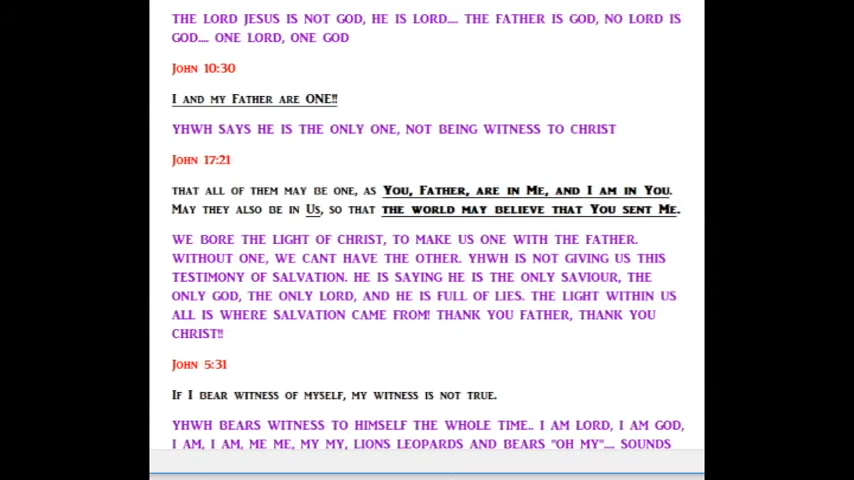 THE LORD JESUS IS NOT GOD, HE IS LORD.... THE FATHER IS GOD, NO LORD IS
GOD.... ONE LORD, ONE GOD
John 10:30
I and my Father are ONE!!
YHWH SAYS HE IS THE ONLY ONE, NOT BEING WITNESS TO CHRIST
John 17:21
that all of them may be one, as You, Father, are in Me, and I am in You.
May they also be in Us, so that the world may believe that You sent Me.
WE BORE THE LIGHT OF CHRIST, TO MAKE US ONE WITH THE FATHER.
WITHOUT ONE, WE CANT HAVE THE OTHER. YHWH IS NOT GIVING US THIS
TESTIMONY OF SALVATION. HE IS SAYING HE IS THE ONLY SAVIOUR, THE
ONLY GOD, THE ONLY LORD, AND HE IS FULL OF LIES. THE LIGHT WITHIN US
ALL IS WHERE SALVATION CAME FROM! THANK YOU FATHER, THANK YOU
CHRIST!!
John 5:31
If I bear witness of myself, my witness is not true.
YHWH BEARS WITNESS TO HIMSELF THE WHOLE TIME.. I AM LORD, I AM GOD,
I AM, I AM, ME ME, MY MY, LIONS LEOPARDS AND BEARS "OH MY".... SOUNDS